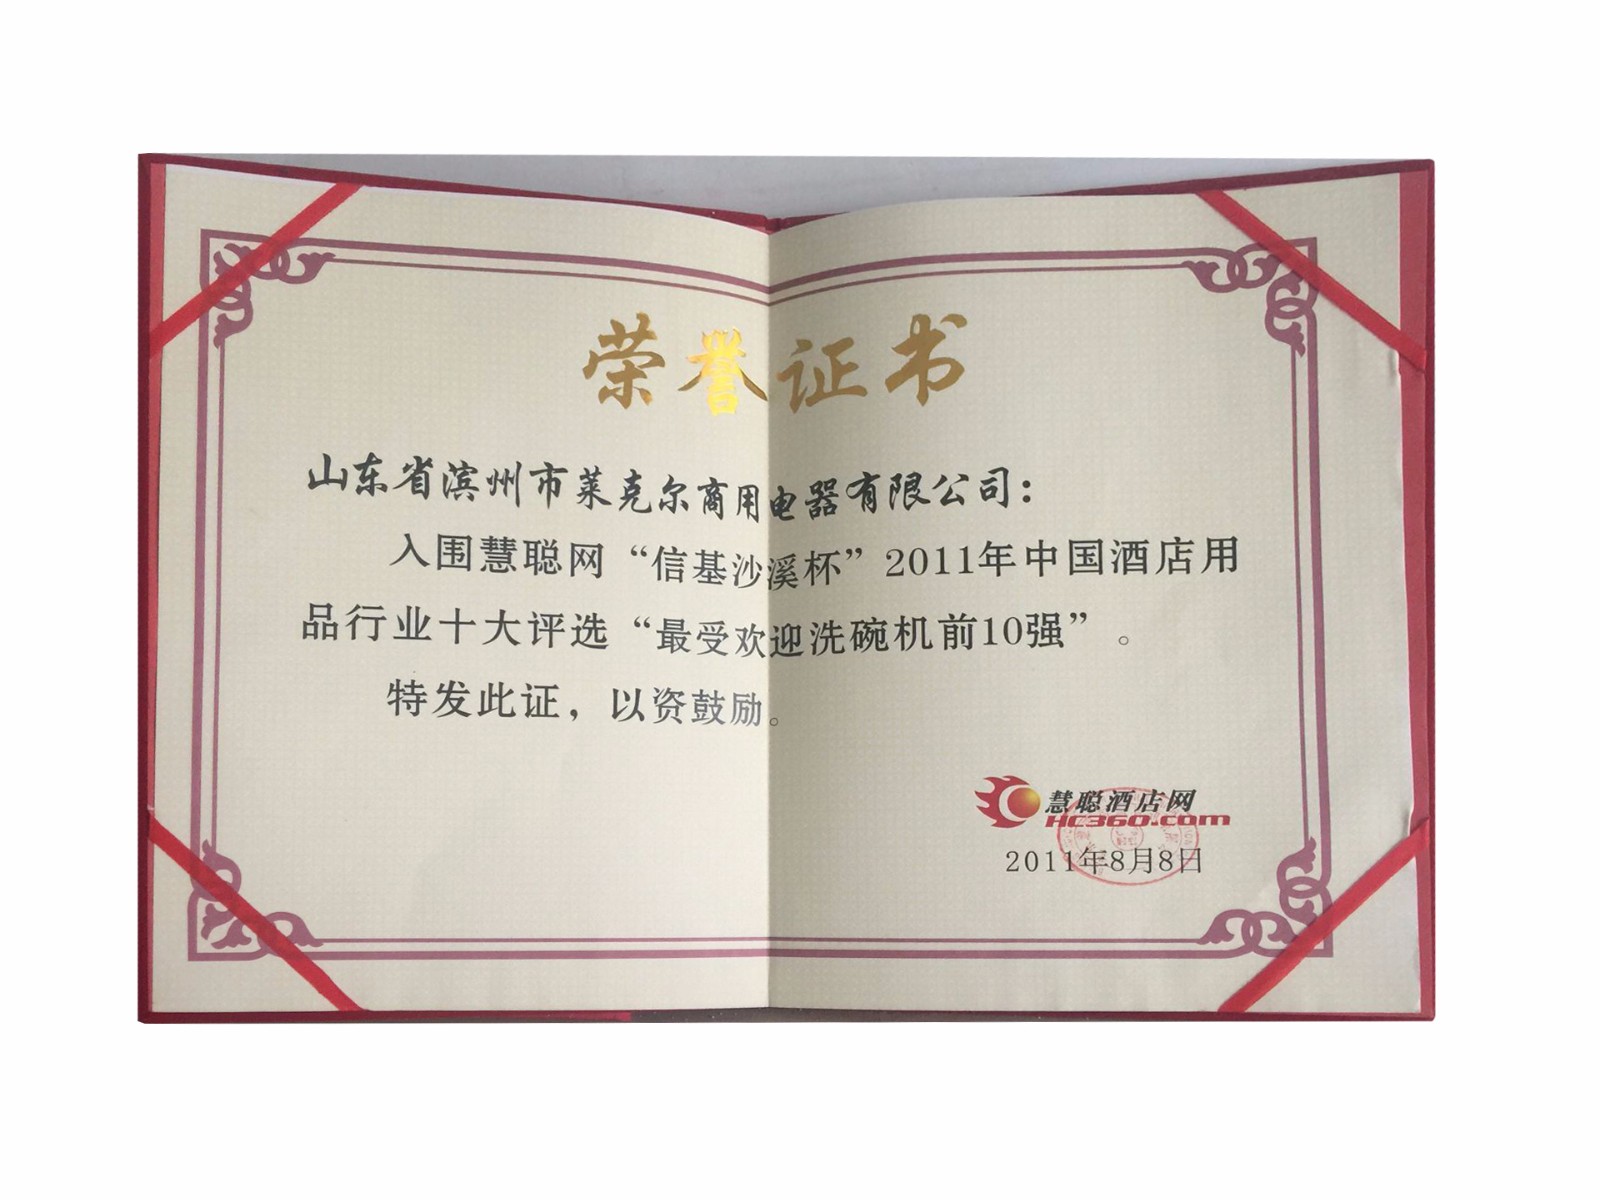 荣誉证书
山东省滨州市莱克尔商用电器有限公司：
入围慧聪网“信基沙溪杯”2011年中国酒店用
品行业十大评选“最受欢迎洗碗机前10强”。
特发此证，以资鼓励。
慧聪酒店网
HC360.com
2011年8月8日